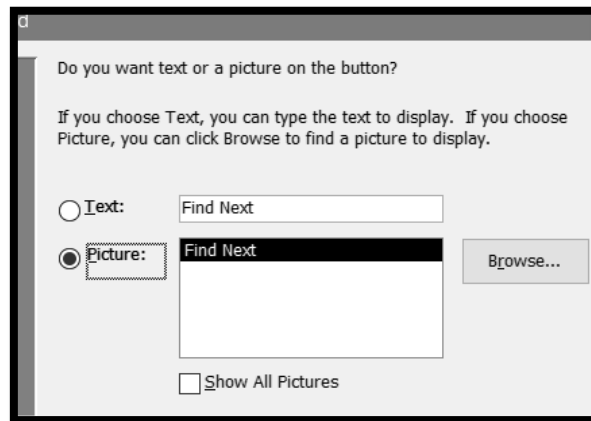 d
Do you want text or a picture on the button?
If you choose Text, you can type the text to display.  If you choose
Picture, you can click Browse to find a picture to display.
Text:
Find Next
Picture:
Find Next
Browse...
Show All Pictures